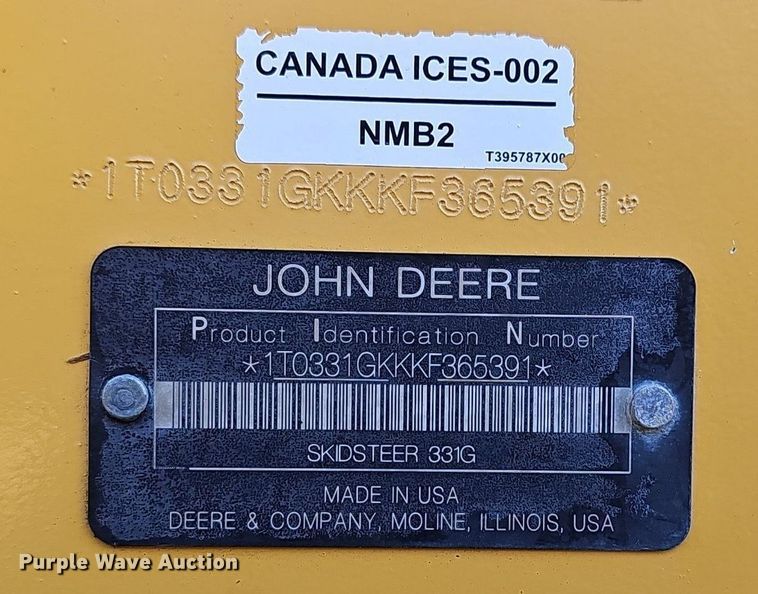 CANADA ICES-002
NMB2
T395787X00
*1T0331GKKKF365391*
JOHN DEERE
Product Identification Number
*1T0331GKKKF365391*
SKIDSTEER 331G
MADE IN USA
DEERE & COMPANY, MOLINE, ILLINOIS, USA
Purple Wave Auction